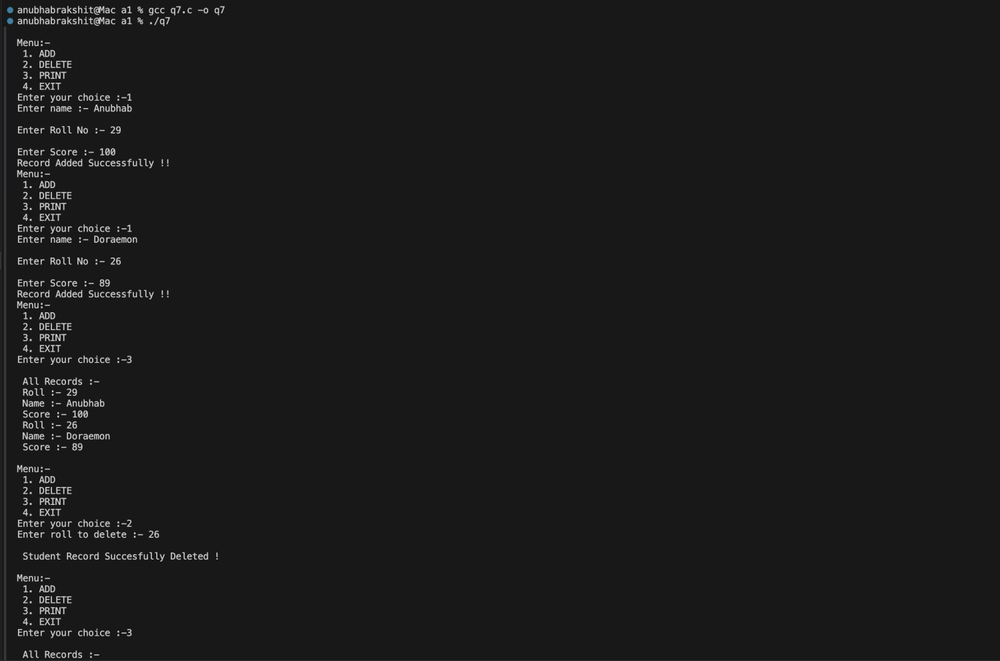 anubhabrakshit@Mac a1 % gcc q7.c -o q7
anubhabrakshit@Mac a1 % ./q7
Menu:-
1. ADD
2. DELETE
3. PRINT
4. EXIT
Enter your choice :-1
Enter name :- Anubhab
Enter Roll No :- 29
Enter Score :- 100
Record Added Successfully !!
Menu:-
1. ADD
2. DELETE
3. PRINT
4. EXIT
Enter your choice :-1
Enter name :- Doraemon
Enter Roll No :- 26
Enter Score :- 89
Record Added Successfully !!
Menu:-
1. ADD
2. DELETE
3. PRINT
4. EXIT
Enter your choice :-3
All Records :-
Roll :- 29
Name :- Anubhab
Score :- 100
Roll :- 26
Name :- Doraemon
Score :- 89
Menu:-
1. ADD
2. DELETE
3. PRINT
4. EXIT
Enter your choice :-2
Enter roll to delete :- 26
Student Record Succesfully Deleted !
Menu:-
1. ADD
2. DELETE
3. PRINT
4. EXIT
Enter your choice :-3
All Records :-